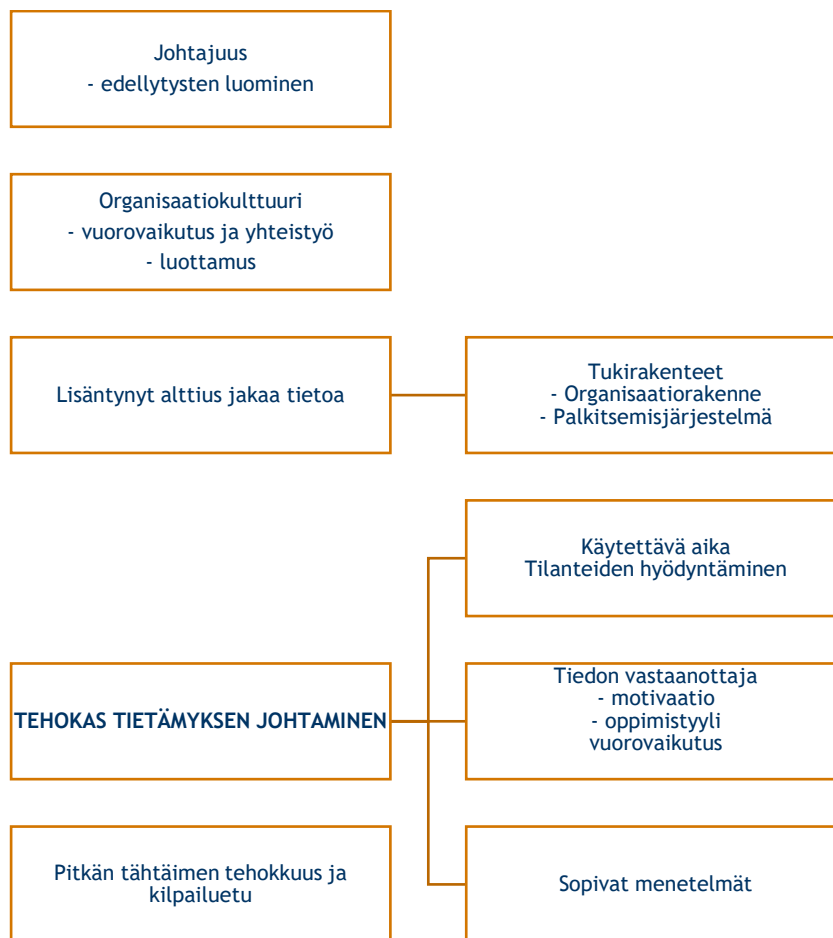 Johtajuus
- edellytysten luominen
Organisaatiokulttuuri
- vuorovaikutus ja yhteistyö
- luottamus
Lisäntynyt alttius jakaa tietoa
Tukirakenteet
- Organisaatiorakenne
- Palkitsemisjärjestelmä
Käytettävä aika
Tilanteiden hyödyntäminen
TEHOKAS TIETÄMYKSEN JOHTAMINEN
Tiedon vastaanottaja
- motivaatio
- oppimistyyli
vuorovaikutus
Pitkän tähtäimen tehokkuus ja
kilpailuetu
Sopivat menetelmät